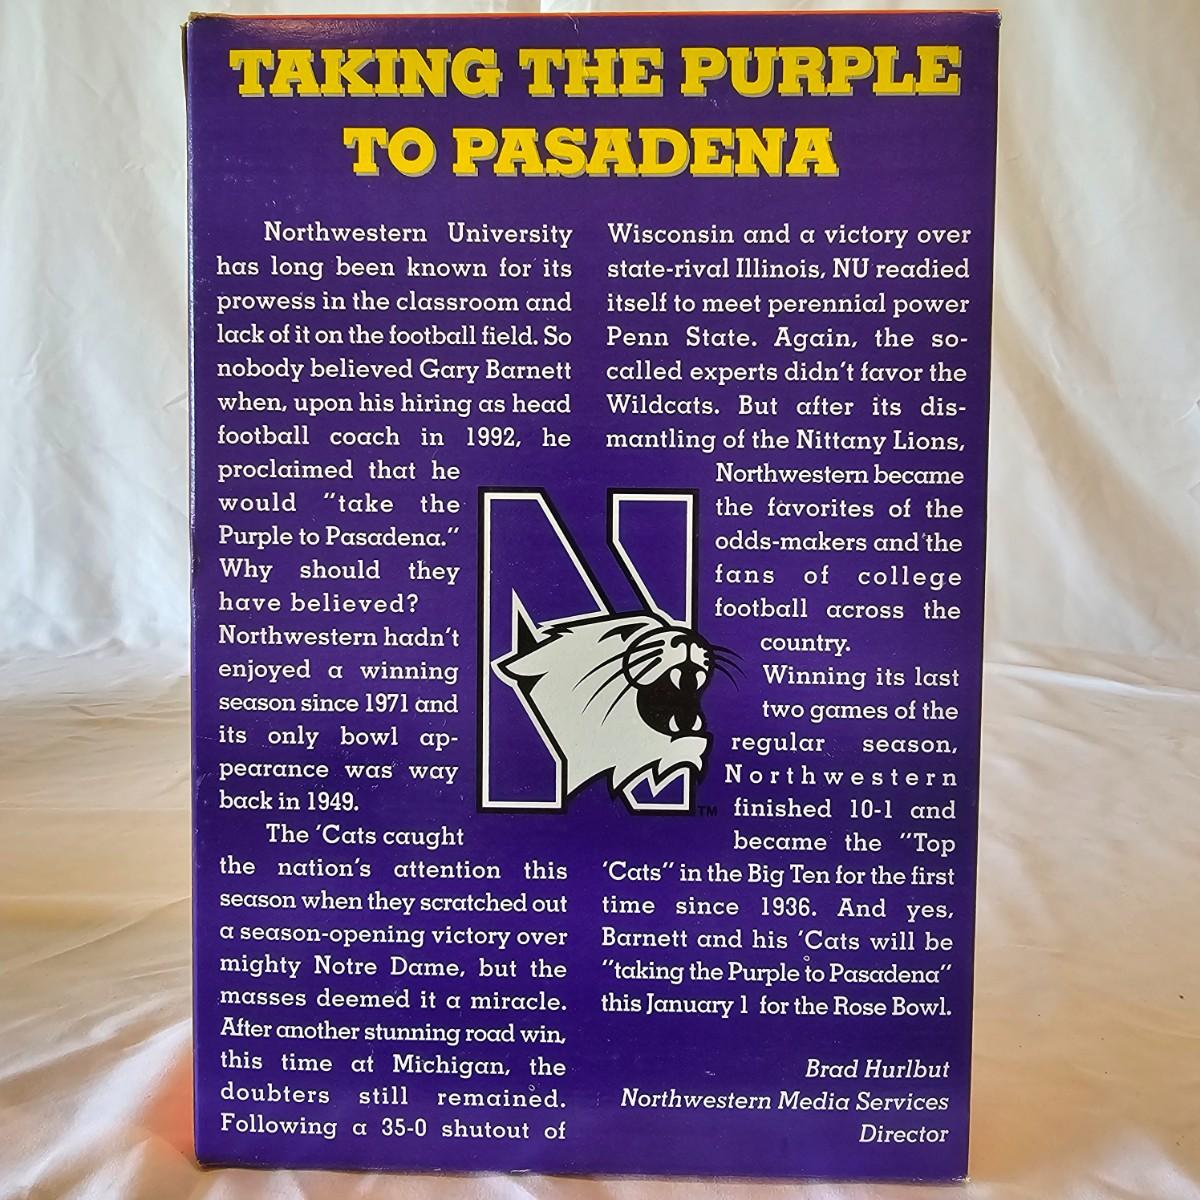 TAKING THE PURPLE
TO PASADENA
Northwestern University
has long been known for its
prowess in the classroom and
lack of it on the football field. So
nobody believed Gary Barnett
when, upon his hiring as head
football coach in 1992, he
proclaimed that he
would "take the
Purple to Pasadena."
Why should they
have believed?
Northwestern hadn't
enjoyed a winning
season since 1971 and
its only bowl ap-
pearance was way
back in 1949.
The 'Cats caught
the nation's attention this
season when they scratched out
a season-opening victory over
mighty Notre Dame, but the
masses deemed it a miracle.
After another stunning road win,
this time at Michigan, the
doubters still remained.
Following a 35-0 shutout of
Wisconsin and a victory over
state-rival Illinois, NU readied
itself to meet perennial power
Penn State. Again, the so-
called experts didn't favor the
Wildcats. But after its dis-
mantling of the Nittany Lions,
Northwestern became
the favorites of the
odds-makers and the
fans of college
football across the
country.
Winning its last
two games of the
regular season,
Northwestern
finished 10-1 and
became the "Top
'Cats" in the Big Ten for the first
time since 1936. And yes,
Barnett and his 'Cats will be
"taking the Purple to Pasadena"
this January 1 for the Rose Bowl.
Brad Hurlbut
Northwestern Media Services
Director
N
TM